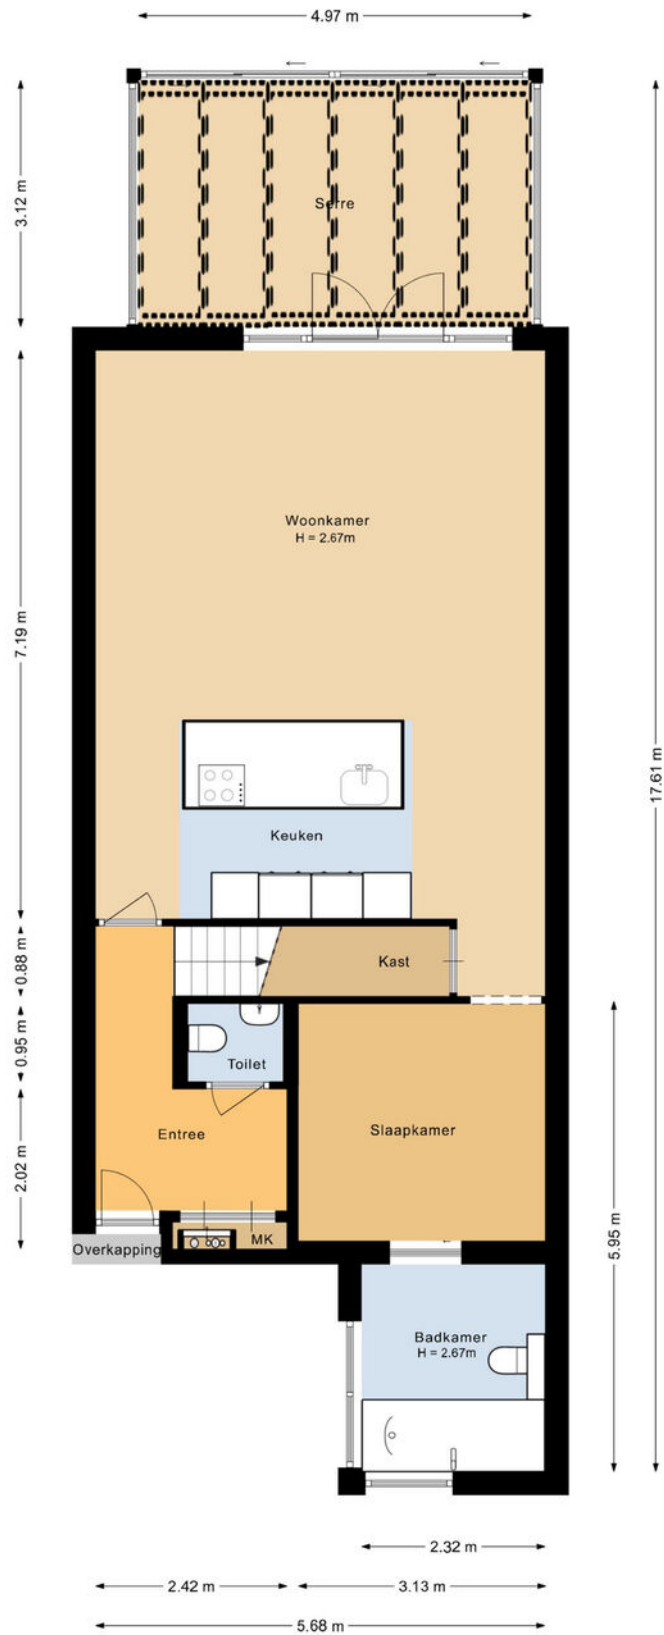 4.97 m
3.12 m
Serre
Woonkamer
H = 2.67m
7.19 m
17.61 m
Keuken
0.88 m
Kast
0.95 m
Toilet
Entree
Slaapkamer
2.02 m
5.95 m
MK
Overkapping
Badkamer
H = 2.67m
2.32 m
2.42 m
3.13 m
5.68 m